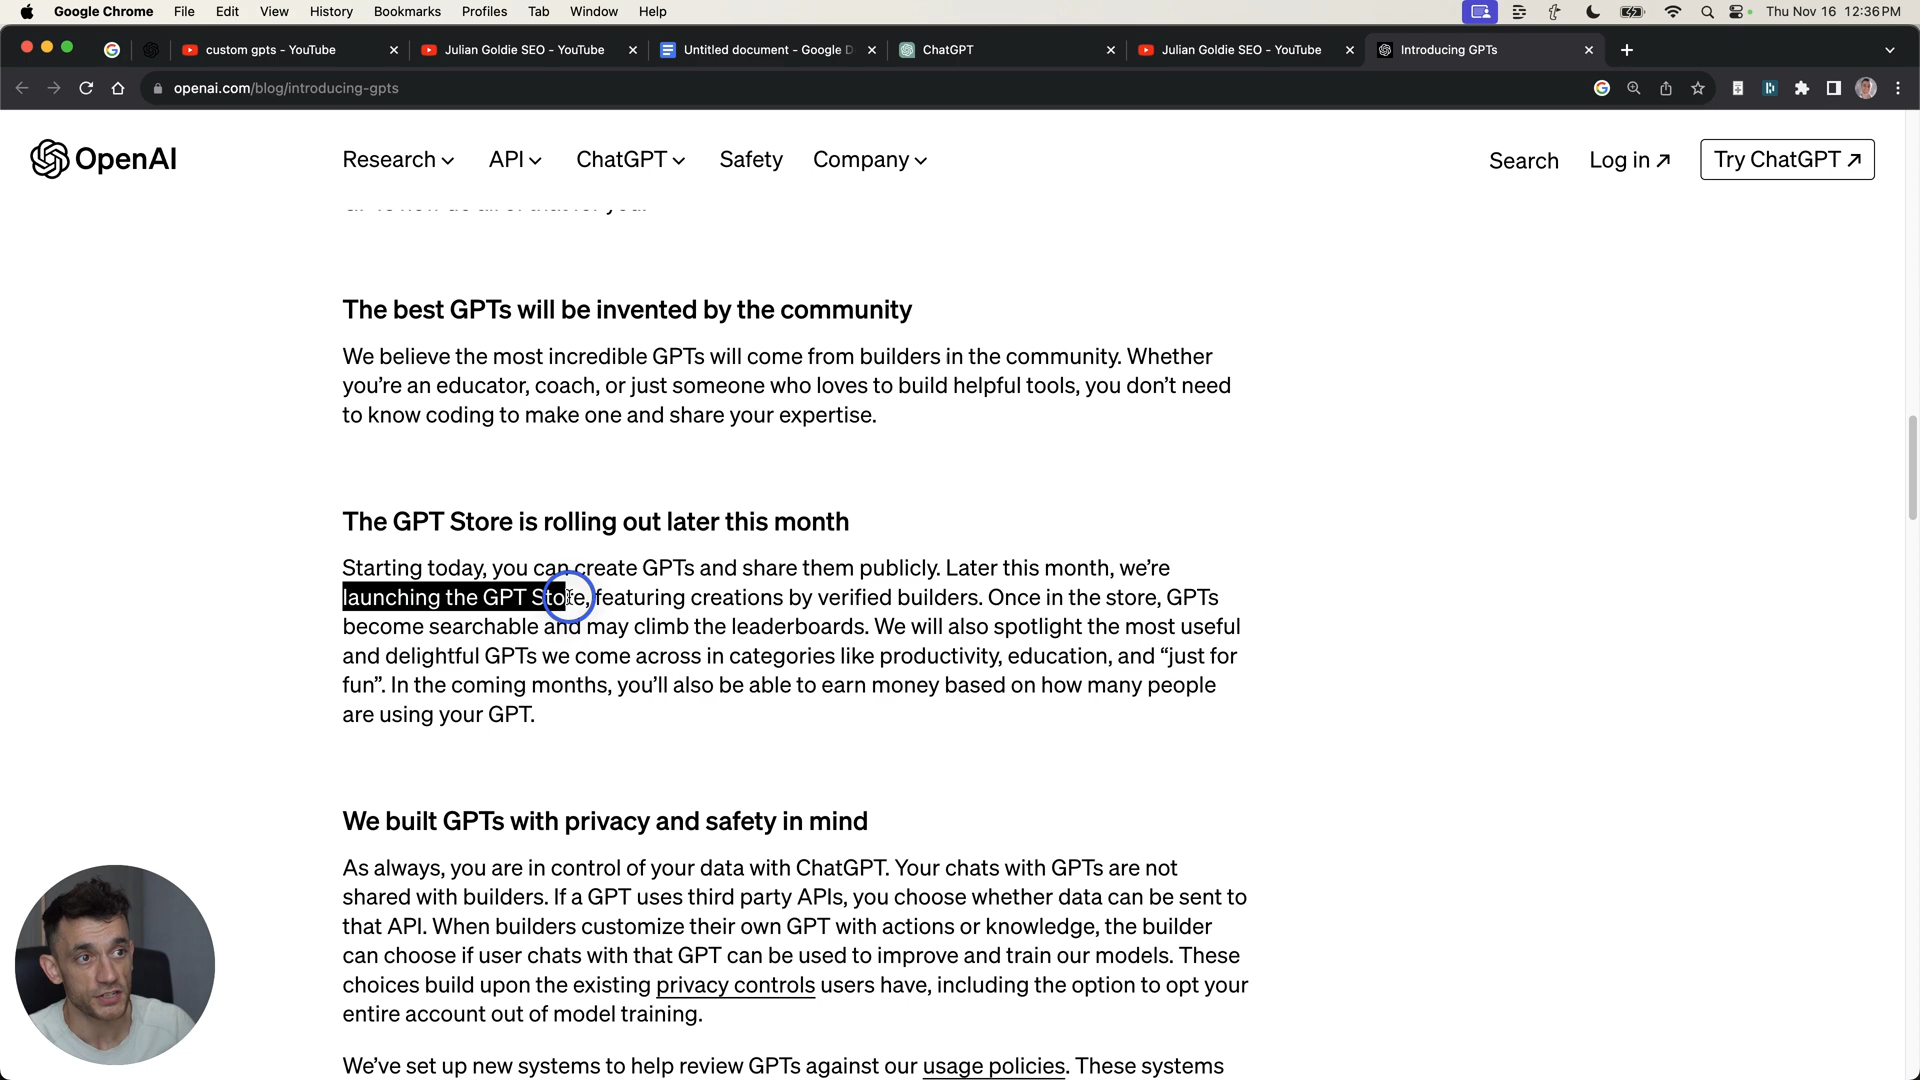 Google Chrome File Edit View History Bookmarks Profiles Tab Window Help Thu Nov 16 12:36 PM
custom gpts - YouTube Julian Goldie SEO - YouTube Untitled document - Google D ChatGPT Julian Goldie SEO - YouTube Introducing GPTs
openai.com/blog/introducing-gpts
OpenAI Research API ChatGPT Safety Company Search Log in Try ChatGPT
The best GPTs will be invented by the community
We believe the most incredible GPTs will come from builders in the community. Whether
you’re an educator, coach, or just someone who loves to build helpful tools, you don’t need
to know coding to make one and share your expertise.
The GPT Store is rolling out later this month
Starting today, you can create GPTs and share them publicly. Later this month, we’re
launching the GPT Store, featuring creations by verified builders. Once in the store, GPTs
become searchable and may climb the leaderboards. We will also spotlight the most useful
and delightful GPTs we come across in categories like productivity, education, and “just for
fun”. In the coming months, you’ll also be able to earn money based on how many people
are using your GPT.
We built GPTs with privacy and safety in mind
As always, you are in control of your data with ChatGPT. Your chats with GPTs are not
shared with builders. If a GPT uses third party APIs, you choose whether data can be sent to
that API. When builders customize their own GPT with actions or knowledge, the builder
can choose if user chats with that GPT can be used to improve and train our models. These
choices build upon the existing privacy controls users have, including the option to opt your
entire account out of model training.
We’ve set up new systems to help review GPTs against our usage policies. These systems